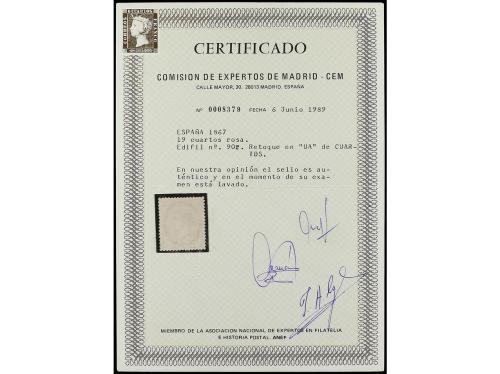 CERTIFICADO
COMISION DE EXPERTOS DE MADRID - CEM
CALLE MAYOR, 20. 28013 MADRID. ESPAÑA
Nº 0008379 FECHA 6 Junio 1989
ESPAÑA 1867
19 cuartos rosa.
Edifil nº. 90. Retoque en "UA" de CUAR-
TOS.
En nuestra opinión el sello es au-
téntico y en el momento de su exa-
men está lavado.
MIEMBRO DE LA ASOCIACION NACIONAL DE EXPERTOS EN FILATELIA
E HISTORIA POSTAL. ANEF